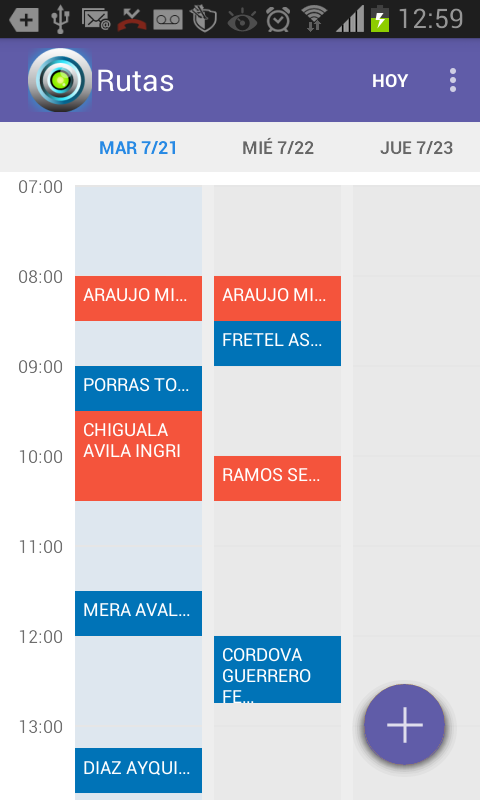 12:59
Rutas
HOY
MAR 7/21
MIÉ 7/22
JUE 7/23
07:00
08:00
ARAUJO MI...
ARAUJO MI...
FRETEL AS...
09:00
PORRAS TO...
CHIGUALA
AVILA INGRI
10:00
RAMOS SE...
11:00
MERA AVAL...
12:00
CORDOVA
GUERRERO
FE...
13:00
DIAZ AYQUI...